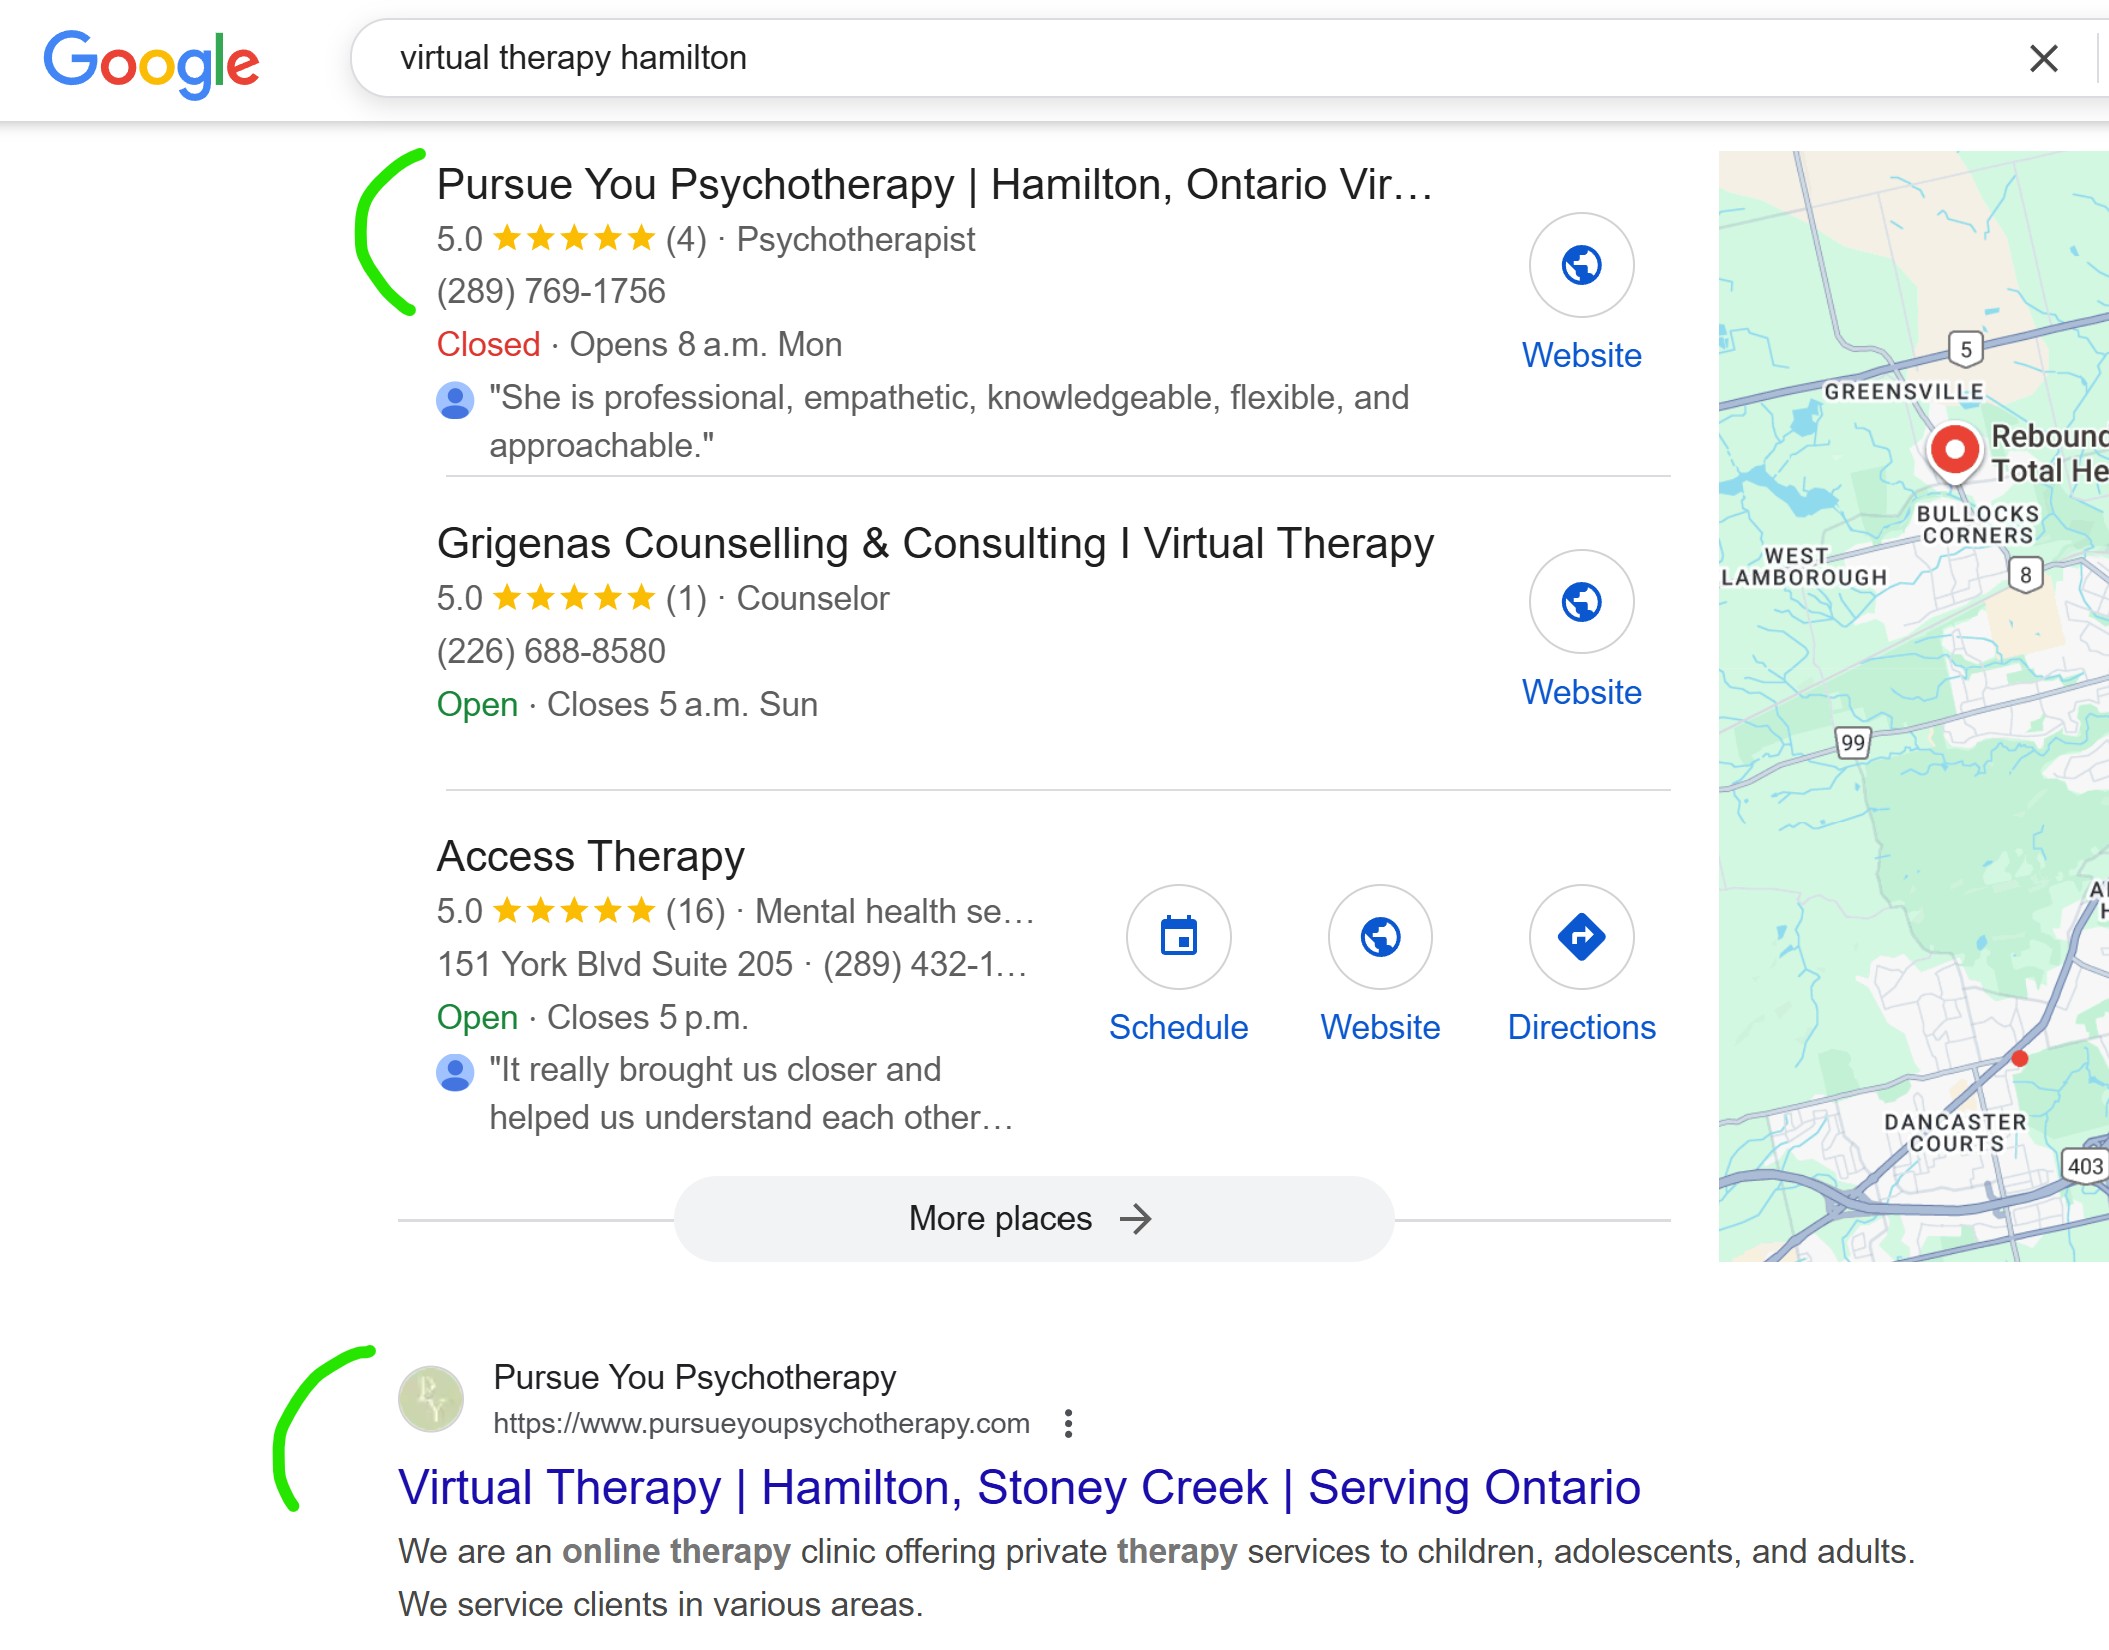 Google
virtual therapy hamilton
Pursue You Psychotherapy | Hamilton, Ontario Vir...
5.0 (4) · Psychotherapist
(289) 769-1756
Closed · Opens 8 a.m. Mon
"She is professional, empathetic, knowledgeable, flexible, and
approachable."
Website
Grigenas Counselling & Consulting I Virtual Therapy
5.0 (1) · Counselor
(226) 688-8580
Open · Closes 5 a.m. Sun
Website
Access Therapy
5.0 (16) · Mental health se...
151 York Blvd Suite 205 · (289) 432-1...
Open · Closes 5 p.m.
"It really brought us closer and
helped us understand each other...
Schedule
Website
Directions
More places
5
GREENSVILLE
Rebound
Total He
BULLOCKS
CORNERS
WEST
LAMBOROUGH
8
99
DANCASTER
COURTS
403
Pursue You Psychotherapy
https://www.pursueyoupsychotherapy.com
Virtual Therapy | Hamilton, Stoney Creek | Serving Ontario
We are an online therapy clinic offering private therapy services to children, adolescents, and adults.
We service clients in various areas.